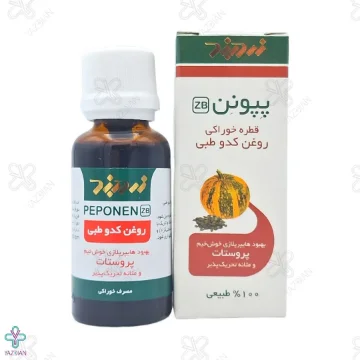 زردبند
PEPONEN ZB
روغن کدو طبی
بهبود هایپرپلازی خوش‌خیم
پروستات
و مثانه تحریک‌پذیر
مصرف خوراکی
زردبند
پپونن ZB
قطره خوراکی
روغن کدو طبی
بهبود هایپرپلازی خوش‌خیم
پروستات
و مثانه تحریک‌پذیر
۱۰۰% طبیعی
YAZDIAN